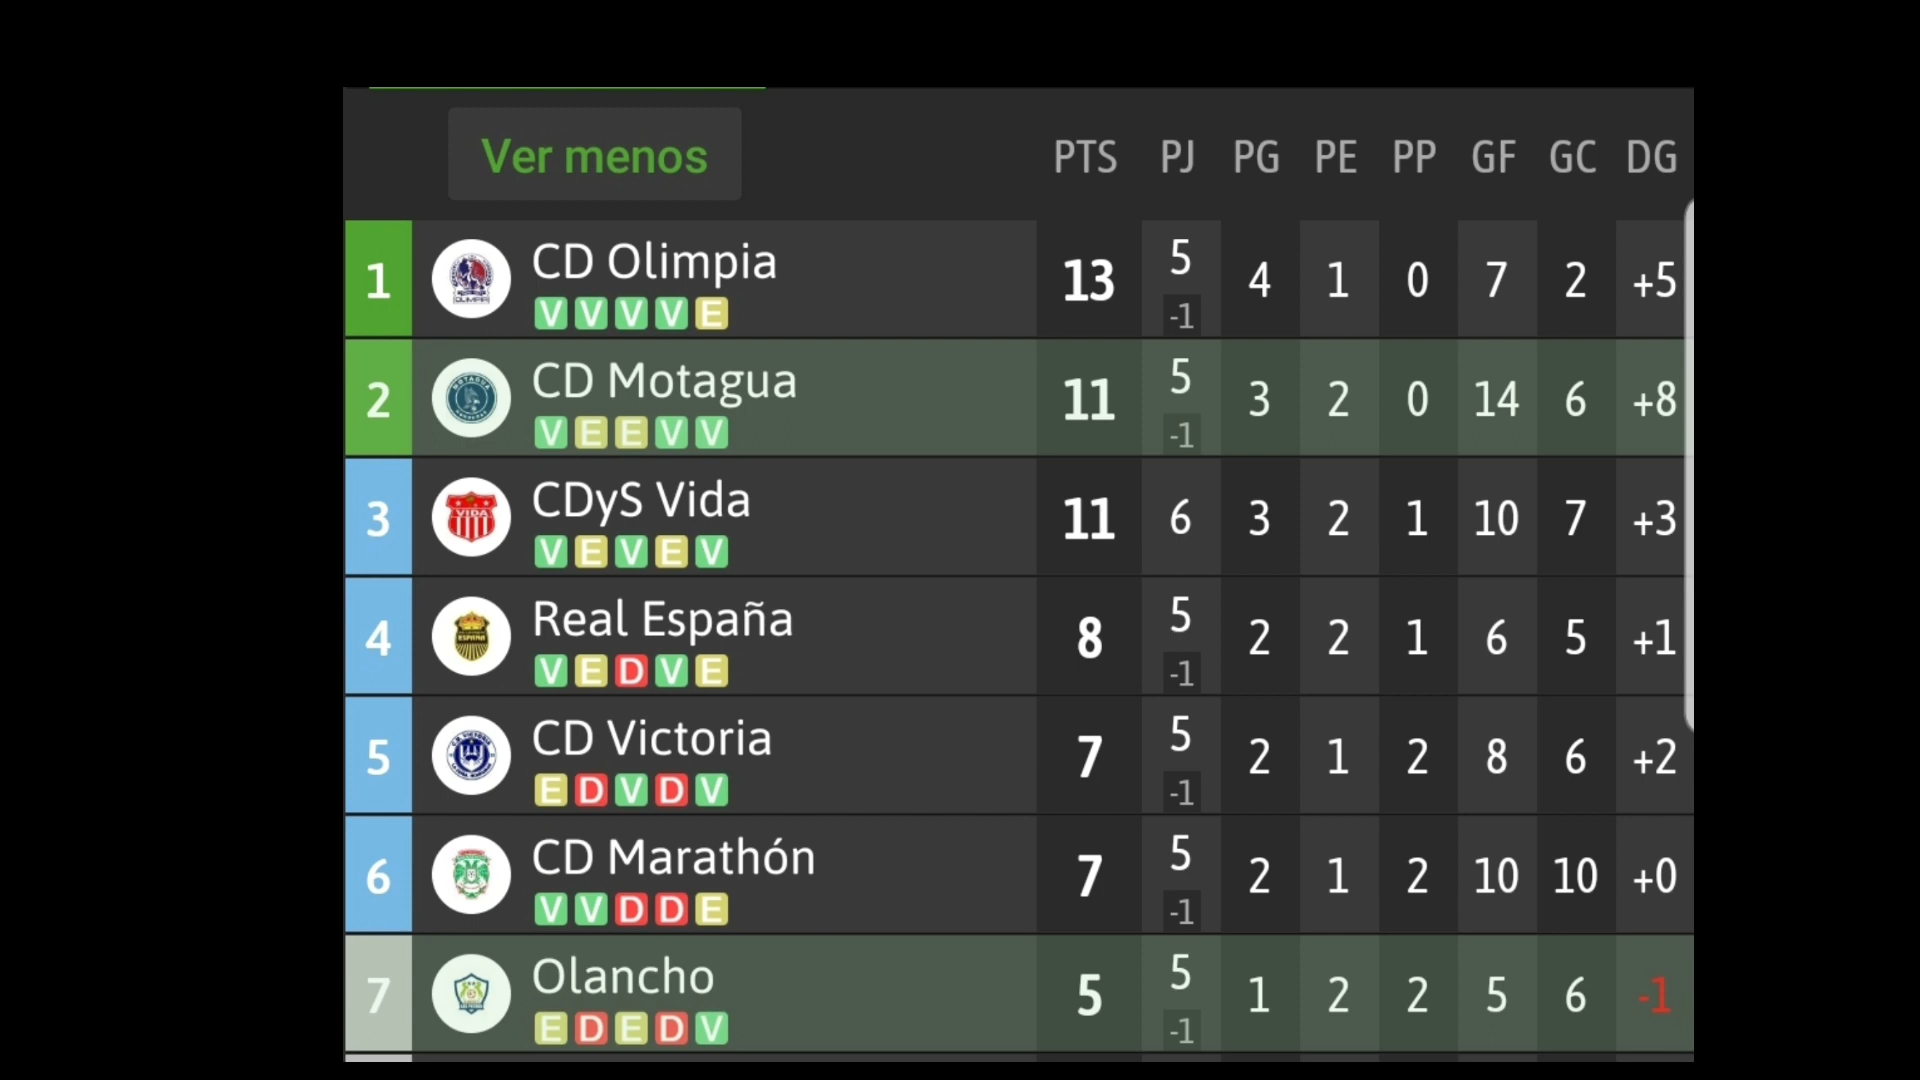 Ver menos PTS PJ PG PE PP GF GC DG
1 CD Olimpia 13 5 4 1 0 7 2 +5
V V V V E -1
2 CD Motagua 11 5 3 2 0 14 6 +8
V E E V V -1
3 CDyS Vida 11 6 3 2 1 10 7 +3
V E V E V
4 Real España 8 5 2 2 1 6 5 +1
V E D V E -1
5 CD Victoria 7 5 2 1 2 8 6 +2
E D V D V -1
6 CD Marathón 7 5 2 1 2 10 10 +0
V V D D E -1
7 Olancho 5 5 1 2 2 5 6 -1
E D E D V -1